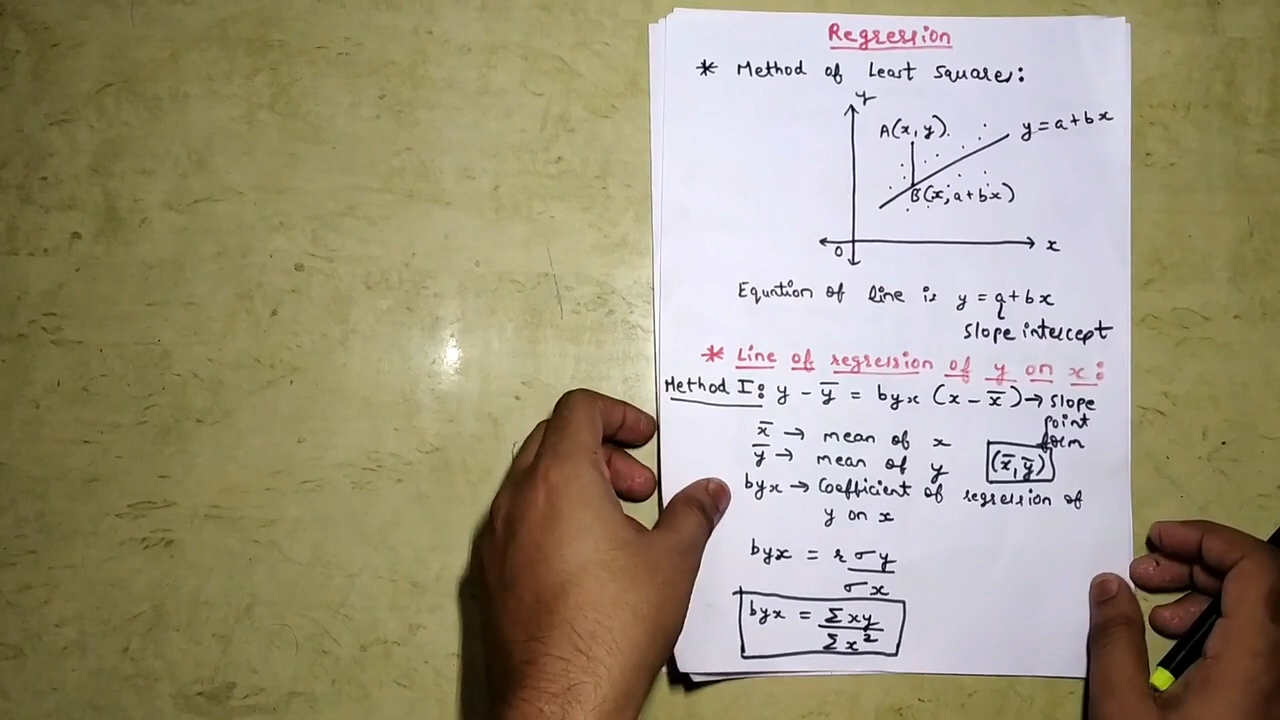 Regression
* Method of Least Squares:
y
A(x, y)
y = a + bx
B(x, a + bx)
0
x
Equation of line is y = a + bx
slope intercept
* Line of regression of y on x:
Method I: y - ȳ = byx (x - x̄) → slope
point
form
x̄ → mean of x
(x̄, ȳ)
ȳ → mean of y
byx → Coefficient of regression of
y on x
byx = r σy / σx
byx = Σxy / Σx²